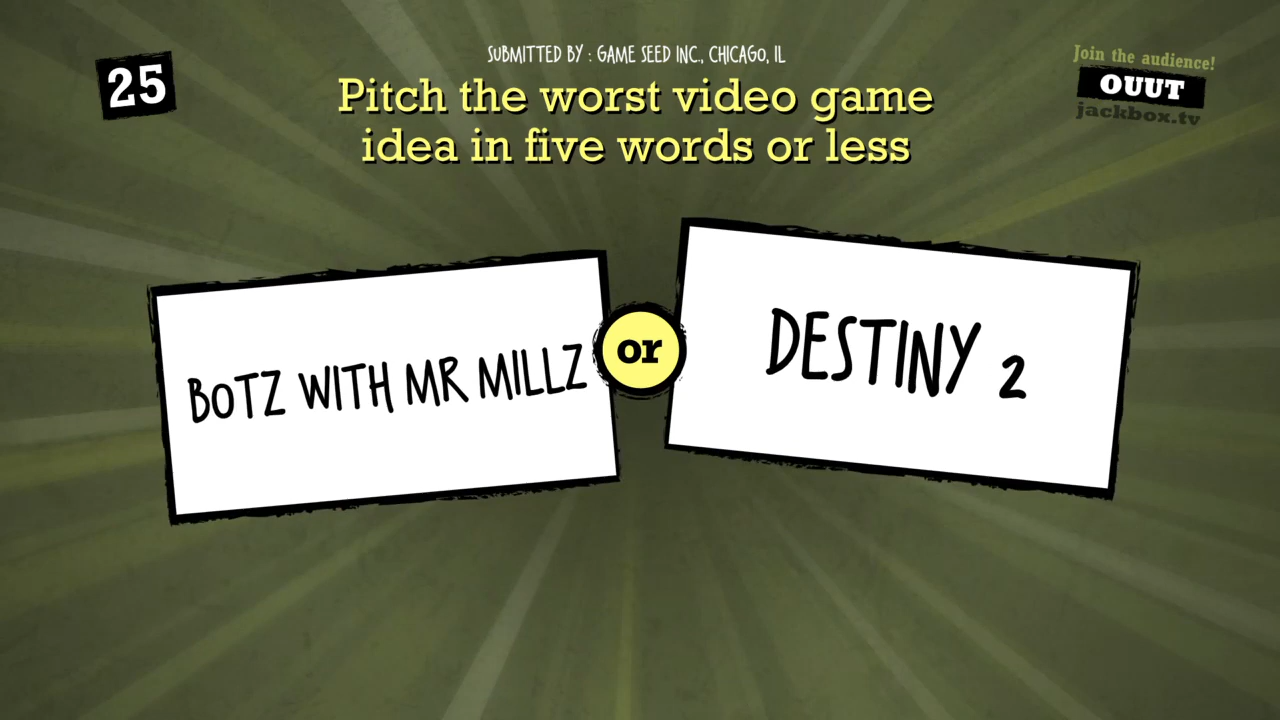 25
SUBMITTED BY : GAME SEED INC., CHICAGO, IL
Pitch the worst video game
idea in five words or less
Join the audience!
OUUT
jackbox.tv
BOTZ WITH MR MILLZ
or
DESTINY 2